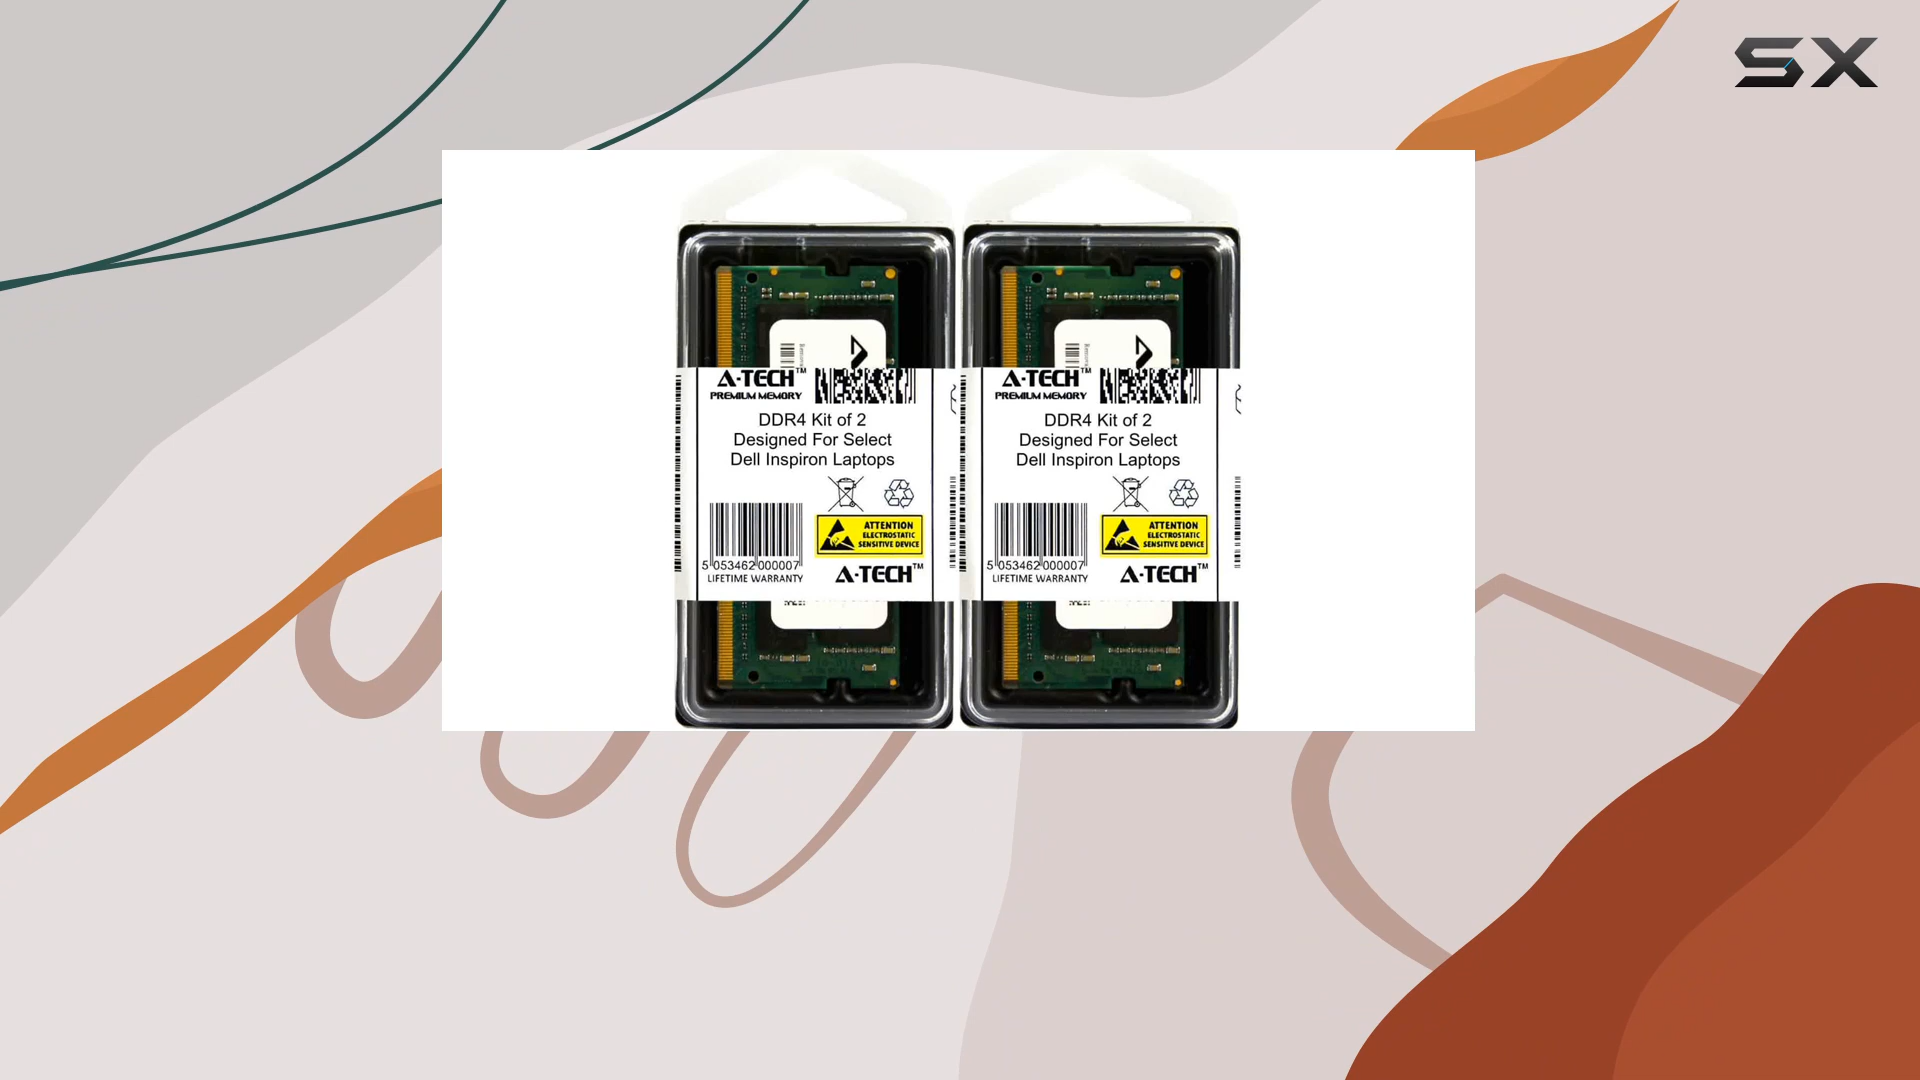 SX
A-TECH™
PREMIUM MEMORY
DDR4 Kit of 2
Designed For Select
Dell Inspiron Laptops
ATTENTION
ELECTROSTATIC
SENSITIVE DEVICE
5 053462 000007
LIFETIME WARRANTY
A-TECH™
A-TECH™
PREMIUM MEMORY
DDR4 Kit of 2
Designed For Select
Dell Inspiron Laptops
ATTENTION
ELECTROSTATIC
SENSITIVE DEVICE
5 053462 000007
LIFETIME WARRANTY
A-TECH™